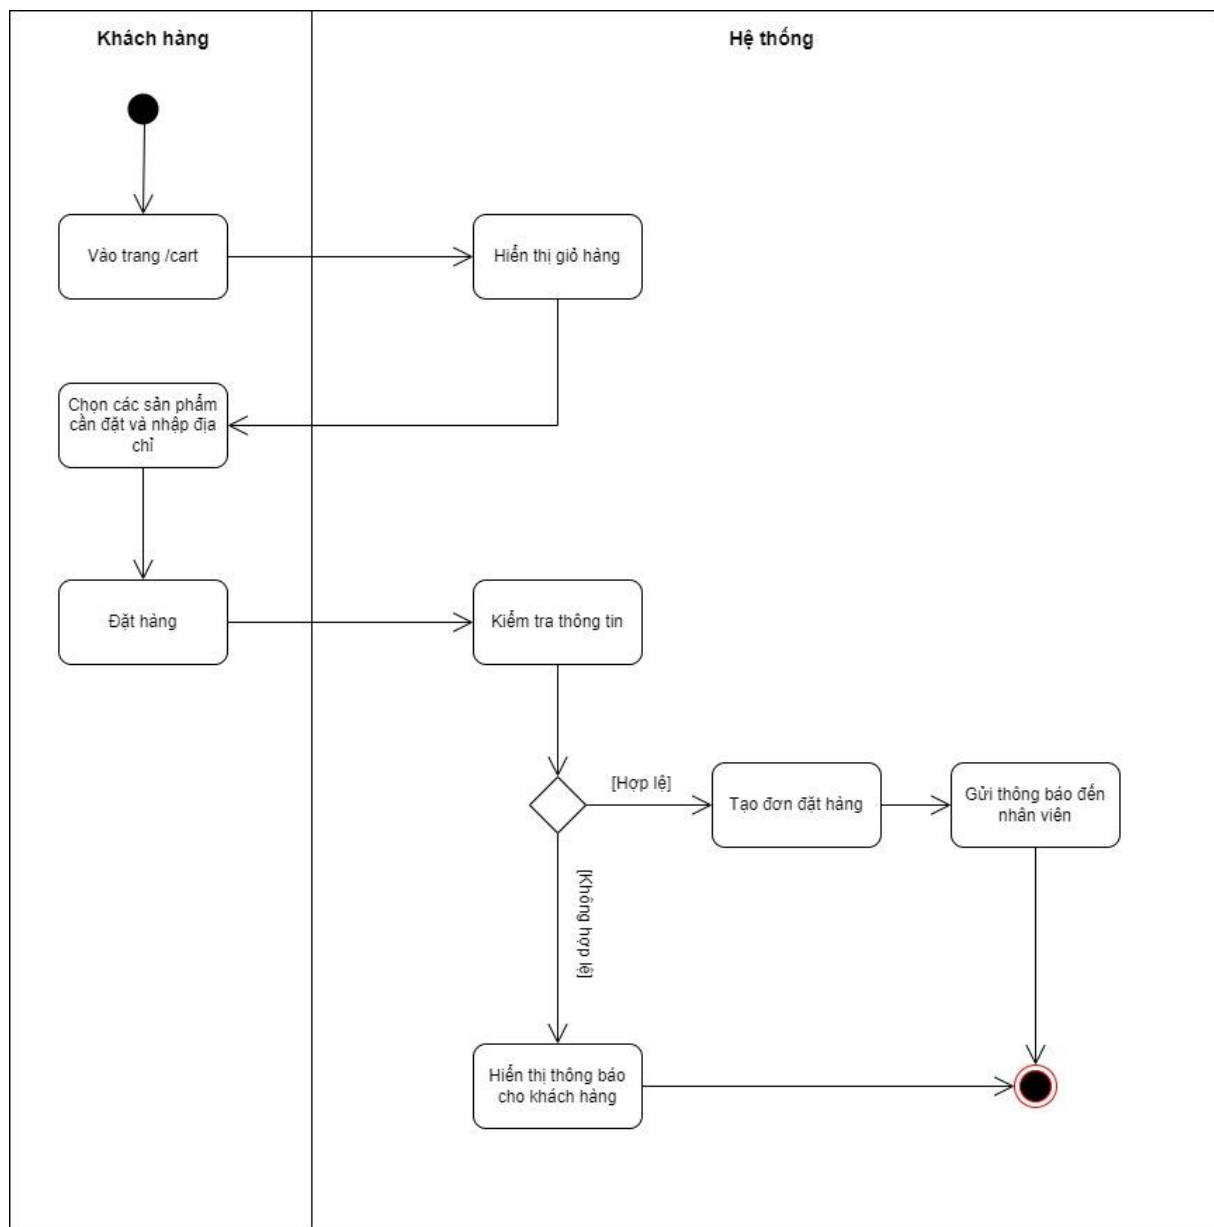 Khách hàng
Hệ thống
Vào trang /cart
Hiển thị giỏ hàng
Chọn các sản phẩm
cần đặt và nhập địa
chỉ
Đặt hàng
Kiểm tra thông tin
[Hợp lệ]
Tạo đơn đặt hàng
Gửi thông báo đến
nhân viên
[Không hợp lệ]
Hiển thị thông báo
cho khách hàng